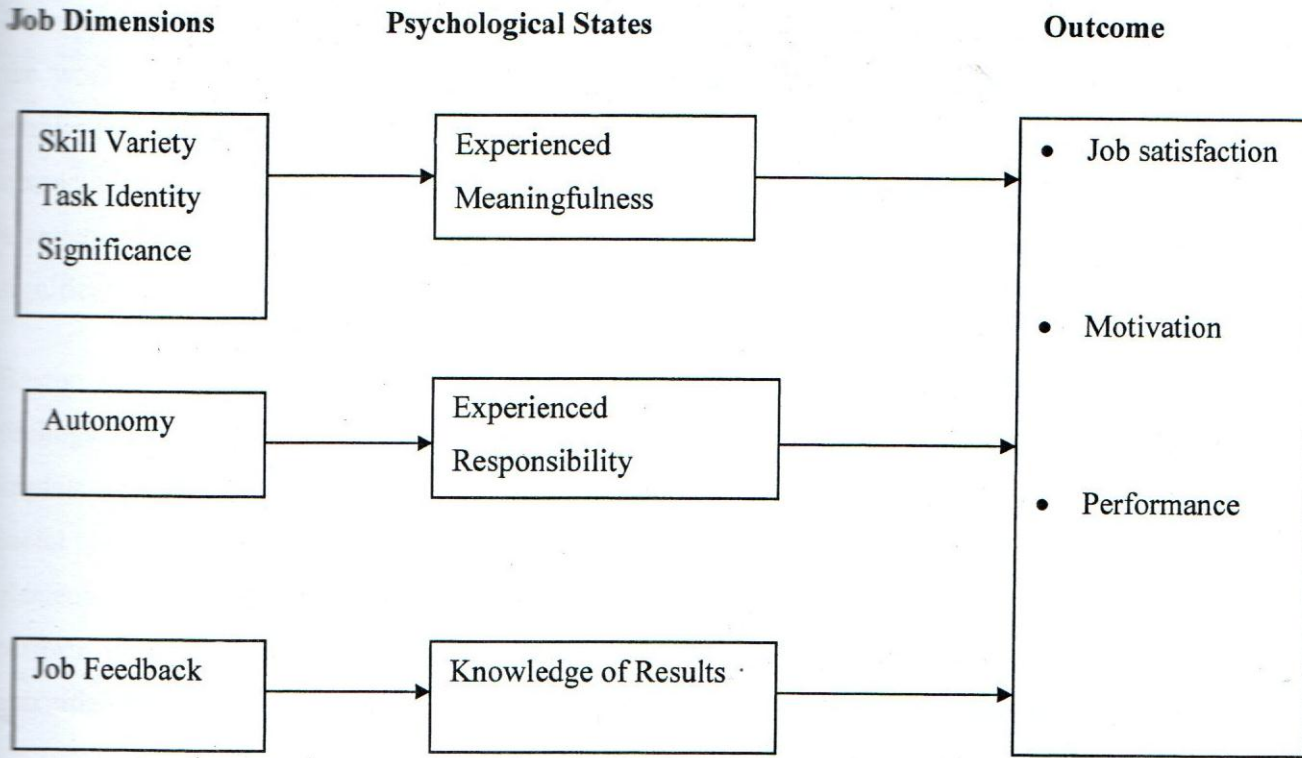 Job Dimensions
Psychological States
Outcome
Skill Variety
Task Identity
Significance
Experienced
Meaningfulness
• Job satisfaction
• Motivation
• Performance
Autonomy
Experienced
Responsibility
Job Feedback
Knowledge of Results